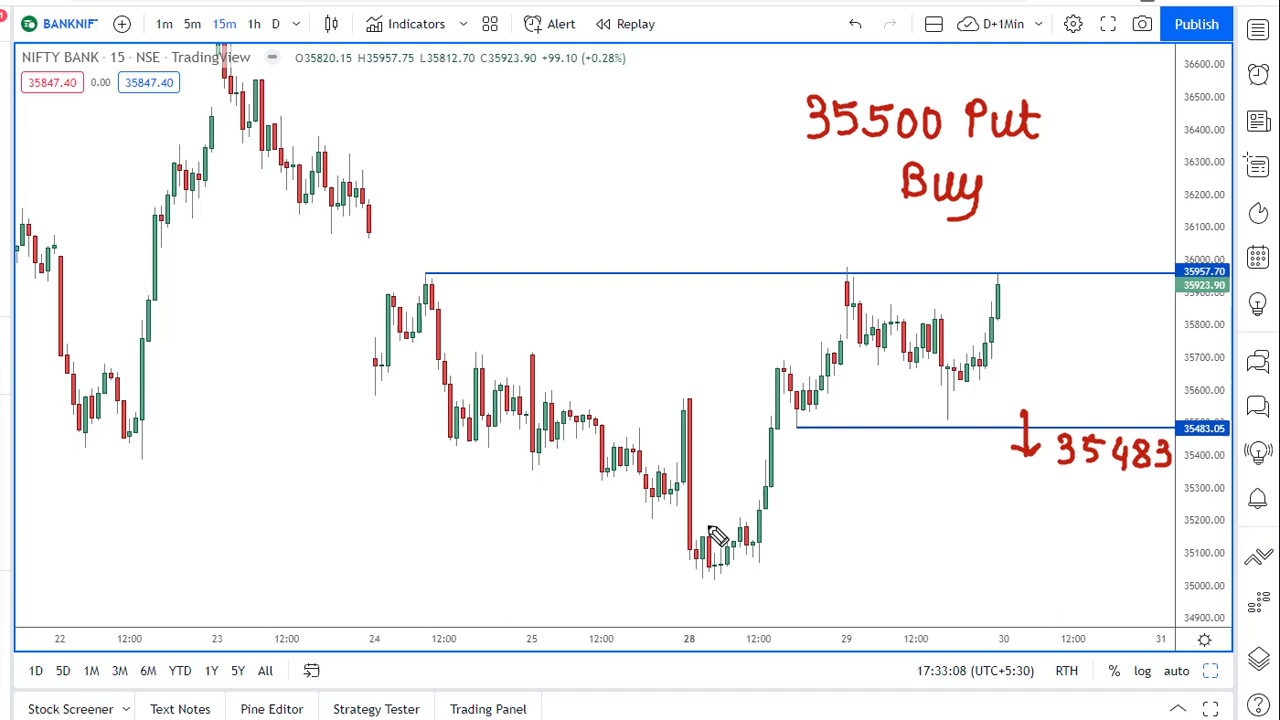 BANKNIF
1m 5m 15m 1h D
Indicators
Alert
Replay
D+1Min
Publish
NIFTY BANK · 15 · NSE · TradingView
O35820.15 H35957.75 L35812.70 C35923.90 +99.10 (+0.28%)
35847.40 0.00 35847.40
35500 Put
Buy
36600.00
36500.00
36400.00
36300.00
36200.00
36100.00
36000.00
35957.70
35923.90
35800.00
35700.00
35600.00
35483.05
35483
35400.00
35300.00
35200.00
35100.00
35000.00
34900.00
22 12:00 23 12:00 24 12:00 25 12:00 28 12:00 29 12:00 30 12:00 31
1D 5D 1M 3M 6M YTD 1Y 5Y All
17:33:08 (UTC+5:30) RTH % log auto
Stock Screener Text Notes Pine Editor Strategy Tester Trading Panel